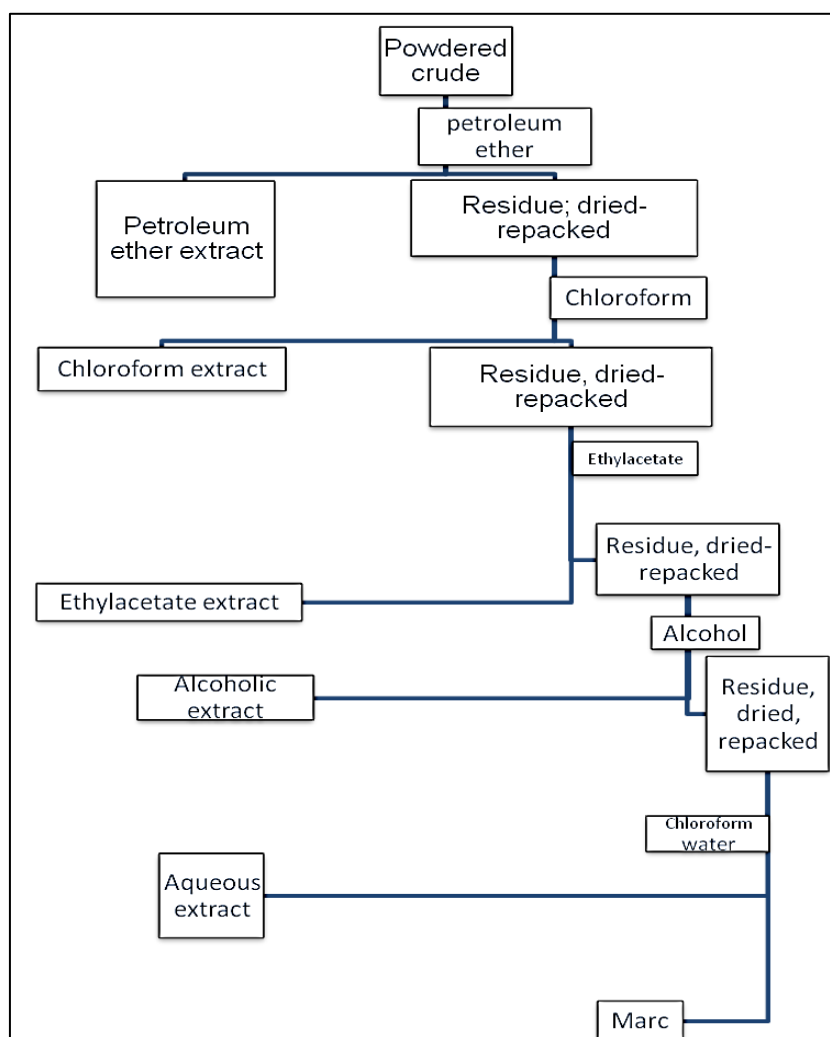 Powdered
crude
petroleum
ether
Petroleum
ether extract
Residue; dried-
repacked
Chloroform
Chloroform extract
Residue, dried-
repacked
Ethylacetate
Residue, dried-
repacked
Ethylacetate extract
Alcohol
Alcoholic
extract
Residue,
dried,
repacked
Chloroform
water
Aqueous
extract
Marc